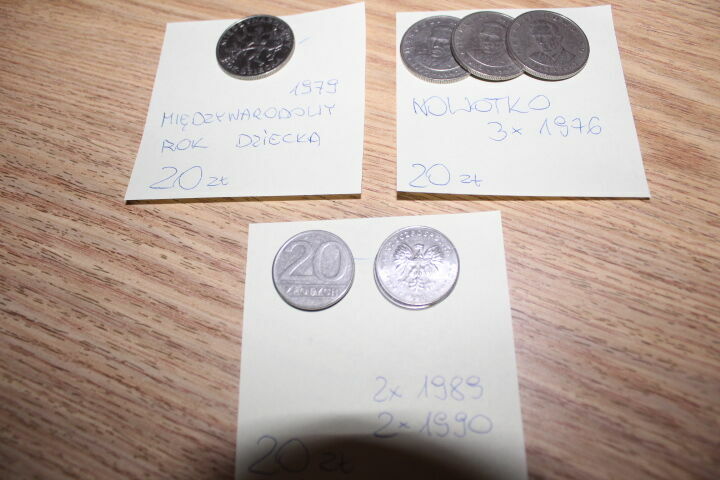 1979
MIĘDZYNARODOWY
ROK DZIECKA
20 zł
NOWOTKO
3x 1976
20 zł
20
ZŁOTYCH
2x 1989
2x 1990
20 zł